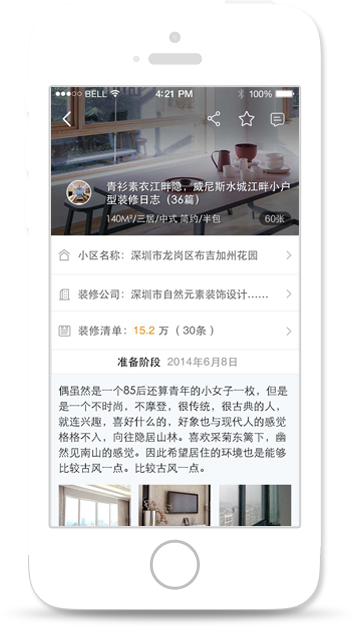 BELL 4:21 PM 100%
青衫素衣江畔隐，威尼斯水城江畔小户
型装修日志（36篇）
140M²/三居/中式 简约/半包 60张
小区名称：深圳市龙岗区布吉加州花园
装修公司：深圳市自然元素装饰设计......
装修清单：15.2 万（30条）
准备阶段 2014年6月8日
偶虽然是一个85后还算青年的小女子一枚，但是
是一个不时尚，不摩登，很传统，很古典的人，
就连兴趣，喜好什么的，好象也与现代人的感觉
格格不入，向往隐居山林。喜欢采菊东篱下，幽
然见南山的感觉。因此希望居住的环境也是能够
比较古风一点。比较古风一点。